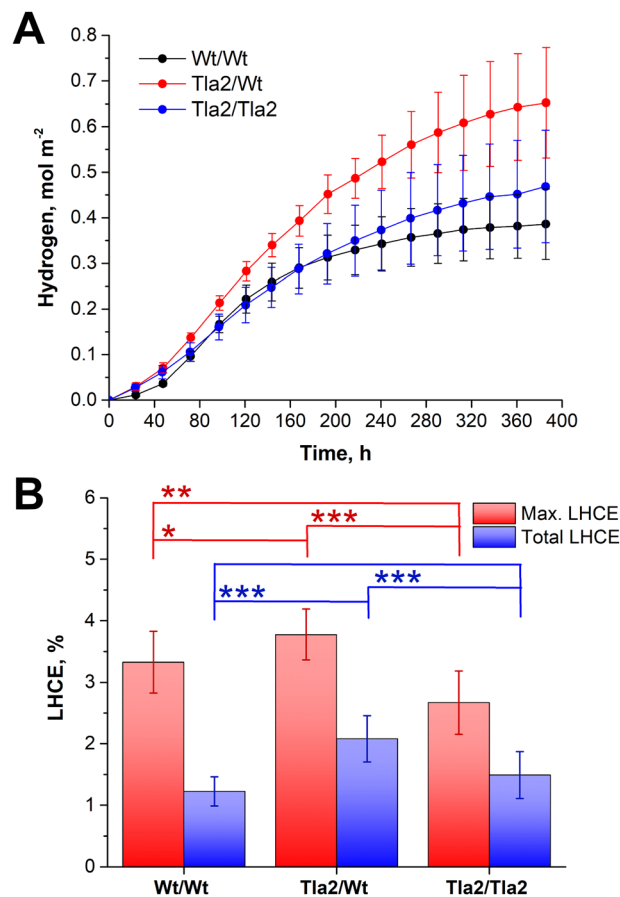 A
0.8
0.7
0.6
0.5
0.4
0.3
0.2
0.1
0.0
Hydrogen, mol m-2
Wt/Wt
Tla2/Wt
Tla2/Tla2
0 40 80 120 160 200 240 280 320 360 400
Time, h
B
6
5
4
3
2
1
0
LHCE, %
**
*
***
***
***
Max. LHCE
Total LHCE
Wt/Wt Tla2/Wt Tla2/Tla2